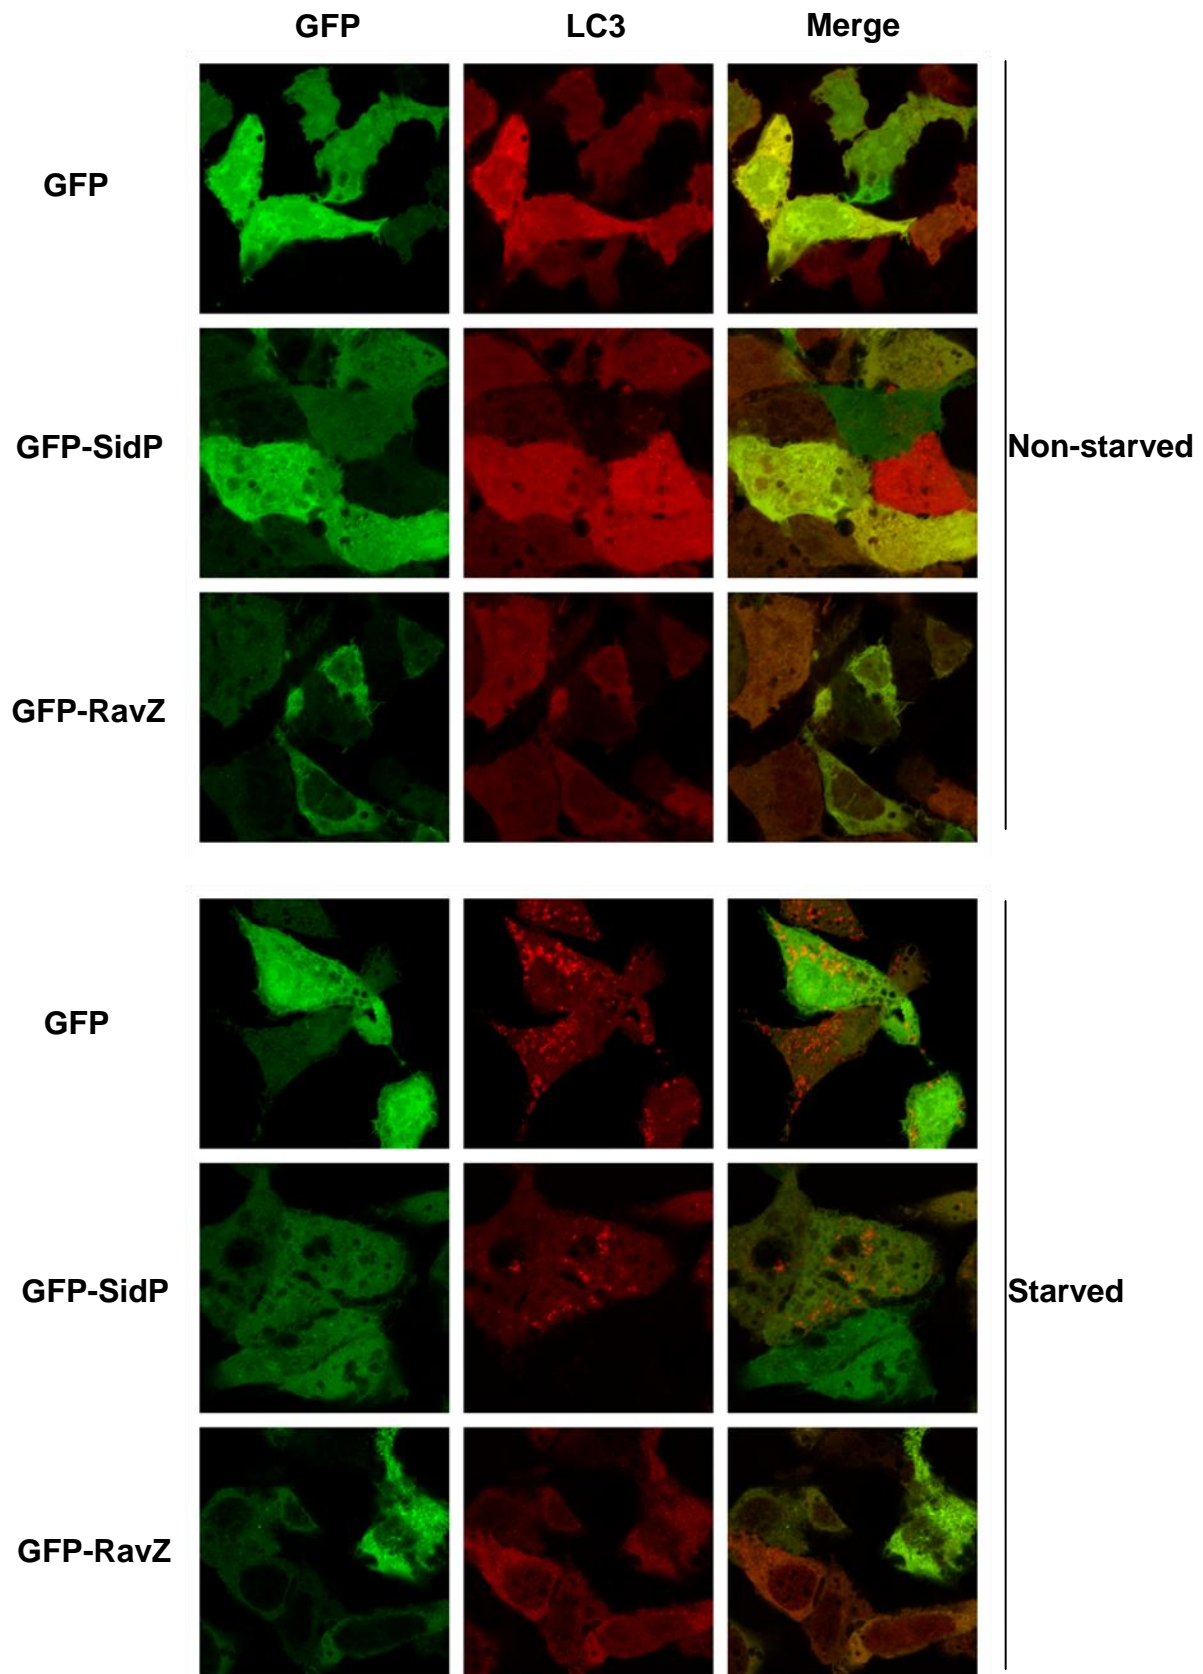 GFP LC3 Merge
GFP
GFP-SidP
Non-starved
GFP-RavZ
GFP
GFP-SidP
Starved
GFP-RavZ